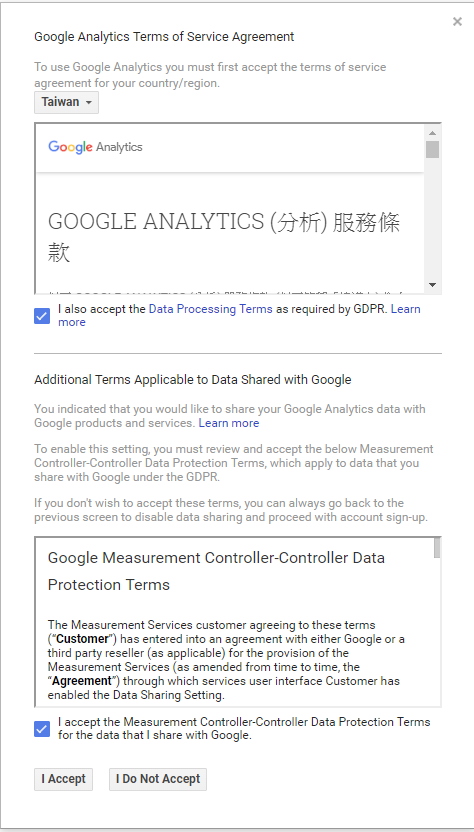 Google Analytics Terms of Service Agreement
To use Google Analytics you must first accept the terms of service
agreement for your country/region.
Taiwan
Google Analytics
GOOGLE ANALYTICS (分析) 服務條
款
I also accept the Data Processing Terms as required by GDPR. Learn
more
Additional Terms Applicable to Data Shared with Google
You indicated that you would like to share your Google Analytics data with
Google products and services. Learn more
To enable this setting, you must review and accept the below Measurement
Controller-Controller Data Protection Terms, which apply to data that you
share with Google under the GDPR.
If you don't wish to accept these terms, you can always go back to the
previous screen to disable data sharing and proceed with account sign-up.
Google Measurement Controller-Controller Data
Protection Terms
The Measurement Services customer agreeing to these terms
(“Customer”) has entered into an agreement with either Google or a
third party reseller (as applicable) for the provision of the
Measurement Services (as amended from time to time, the
“Agreement”) through which services user interface Customer has
enabled the Data Sharing Setting.
I accept the Measurement Controller-Controller Data Protection Terms
for the data that I share with Google.
I Accept I Do Not Accept